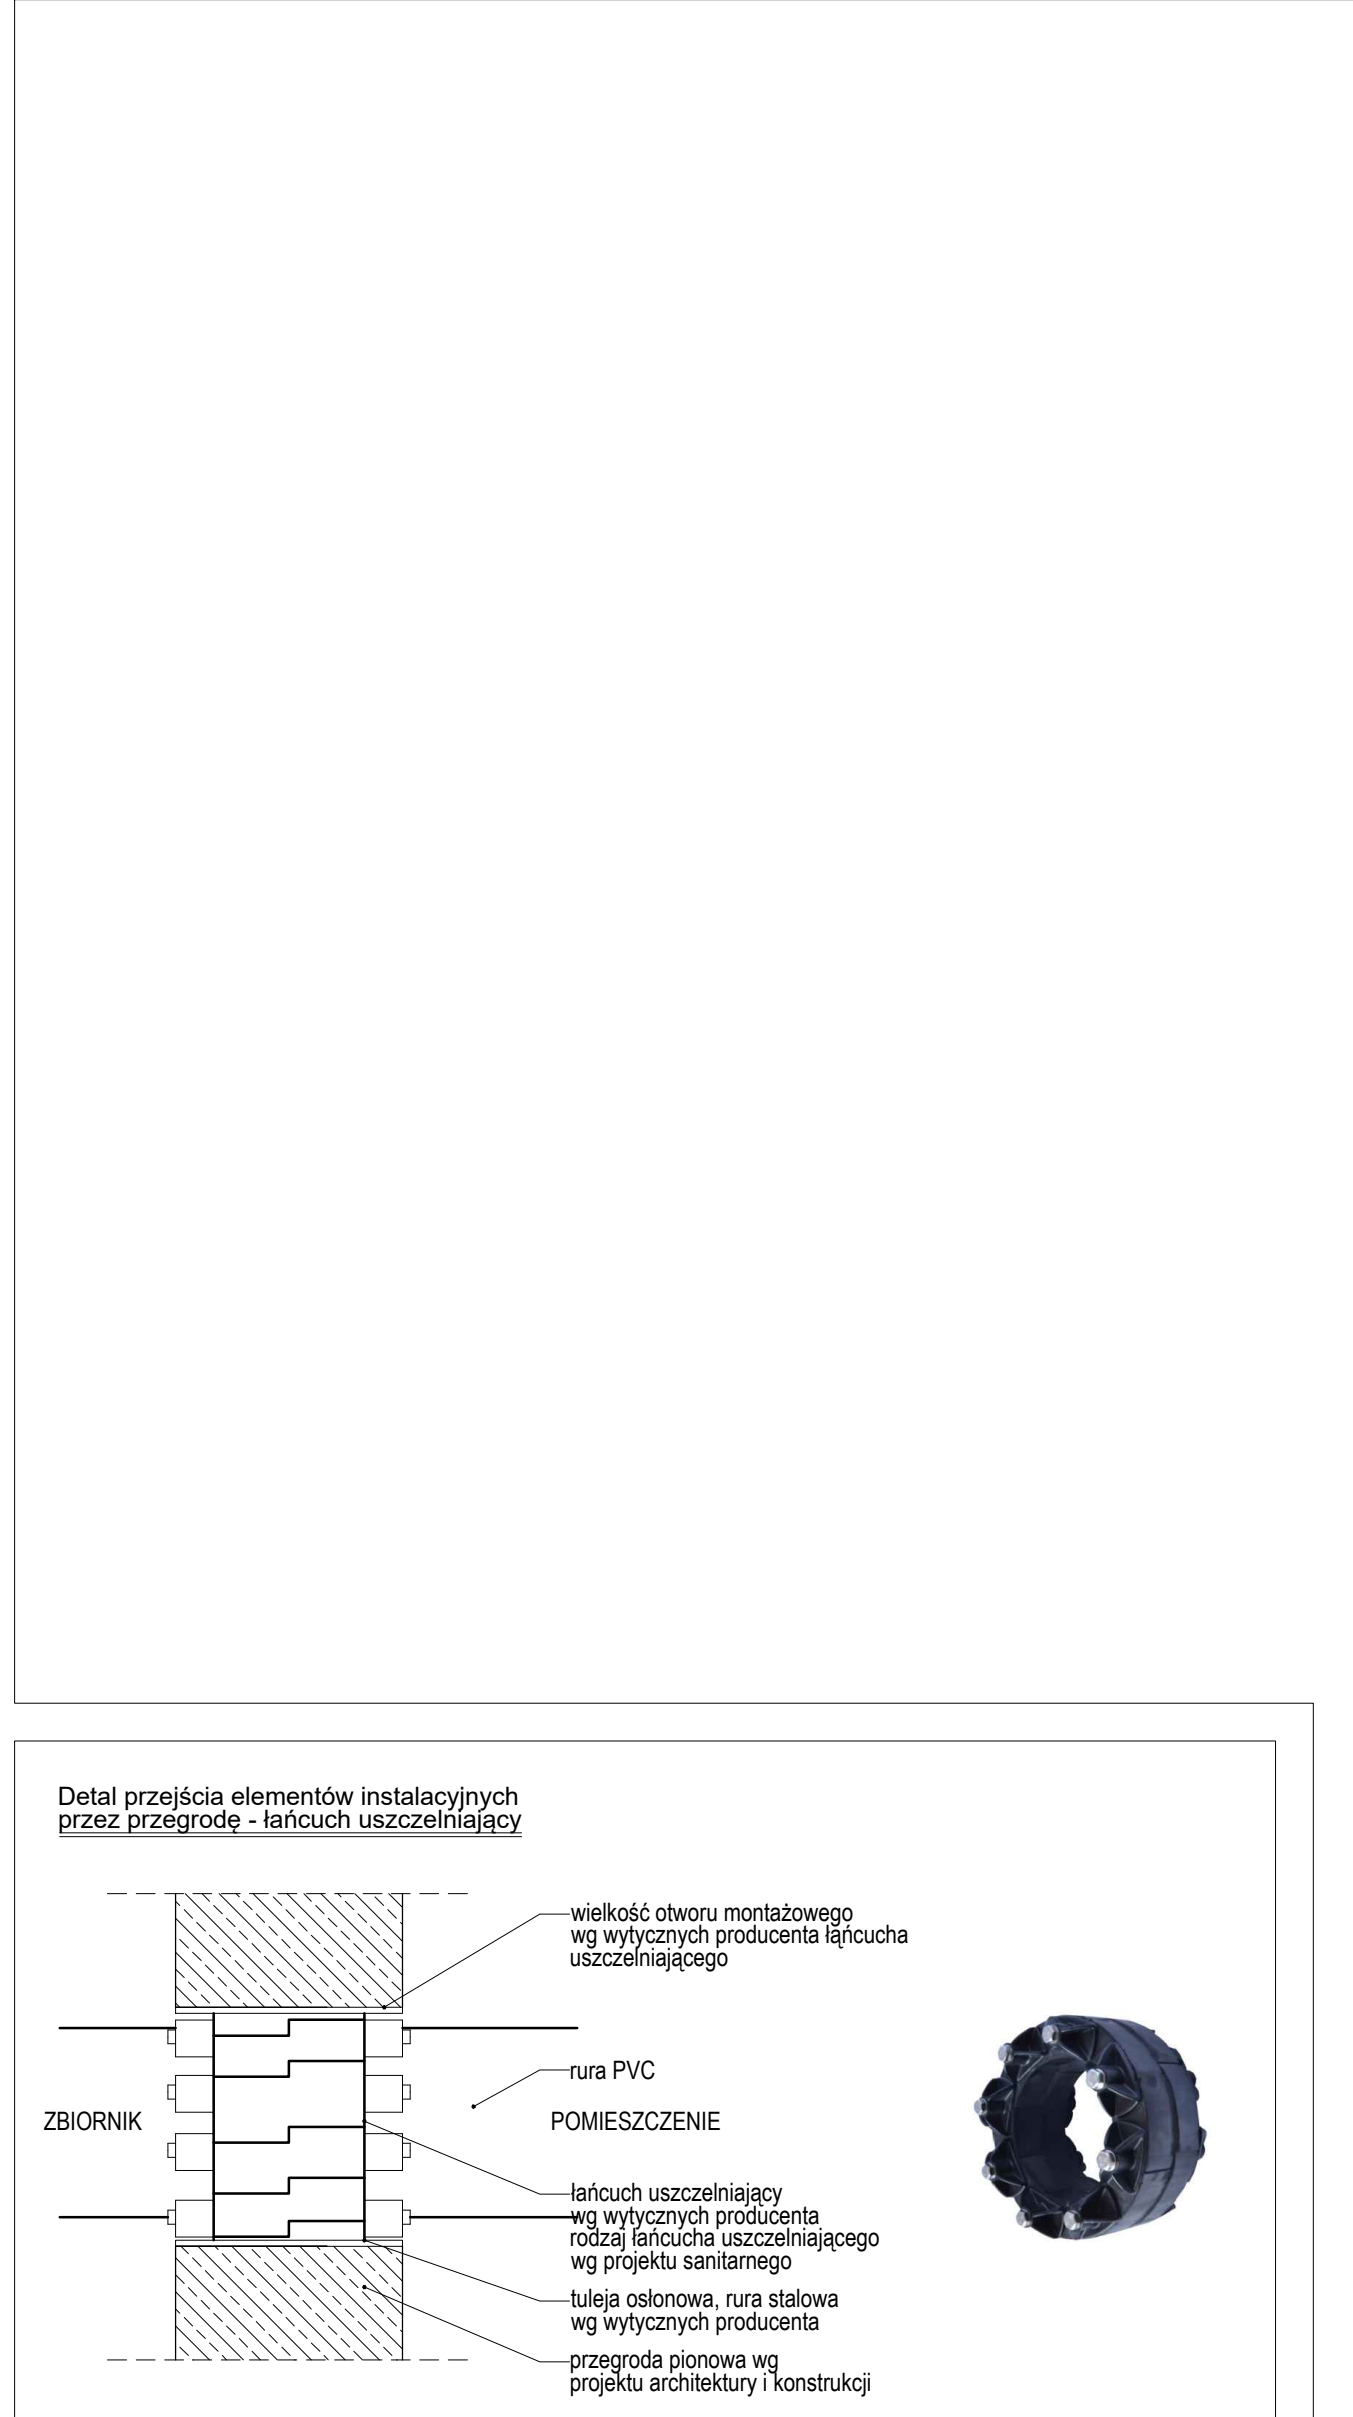 Detal przejścia elementów instalacyjnych
przez przegrodę - łańcuch uszczelniający
wielkość otworu montażowego
wg wytycznych producenta łąńcucha
uszczelniającego
rura PVC
ZBIORNIK
POMIESZCZENIE
łańcuch uszczelniający
wg wytycznych producenta
rodzaj łańcucha uszczelniającego
wg projektu sanitarnego
tuleja osłonowa, rura stalowa
wg wytycznych producenta
przegroda pionowa wg
projektu architektury i konstrukcji